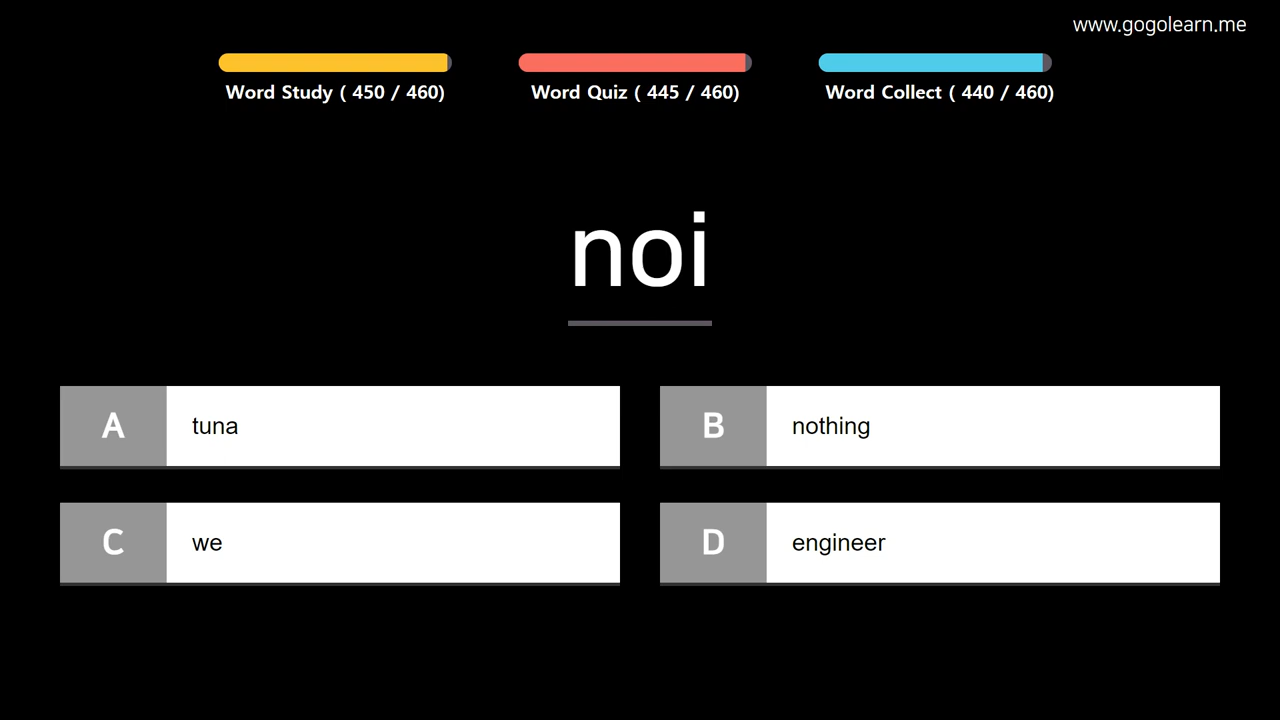 www.gogolearn.me
Word Study ( 450 / 460)
Word Quiz ( 445 / 460)
Word Collect ( 440 / 460)
noi
A tuna
B nothing
C we
D engineer